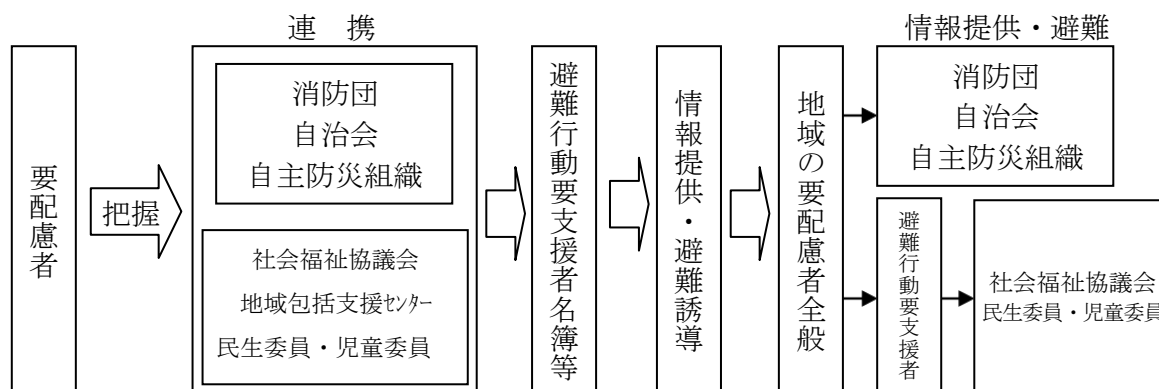 連　携
情報提供・避難
要配慮者
把握
消防団
自治会
自主防災組織
社会福祉協議会
地域包括支援ｾﾝﾀｰ
民生委員・児童委員
避難行動要支援者名簿等
情報提供・避難誘導
地域の要配慮者全般
消防団
自治会
自主防災組織
避難行動要支援者
社会福祉協議会
民生委員・児童委員